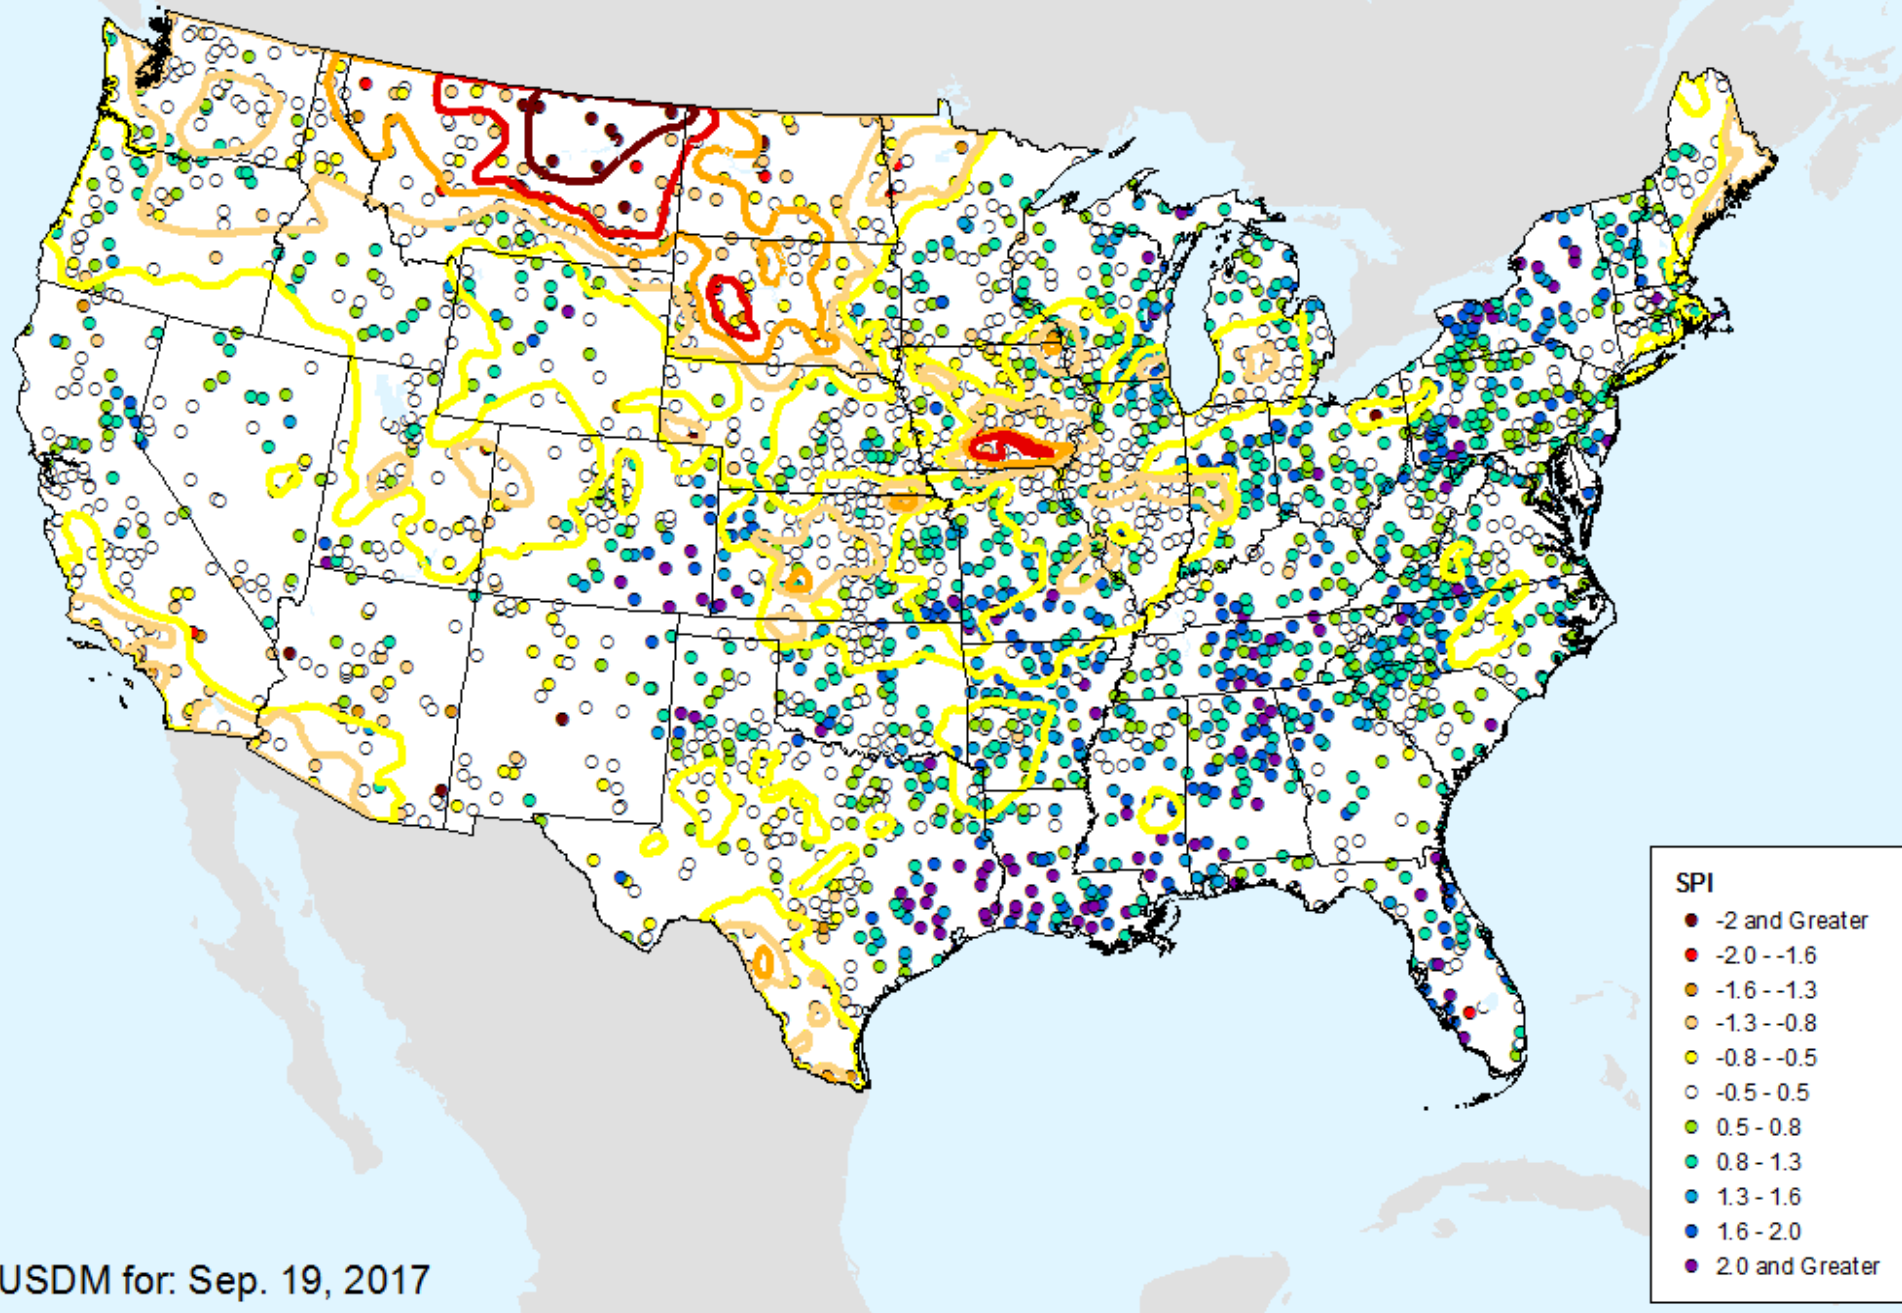 SPI
-2 and Greater
-2.0 - -1.6
-1.6 - -1.3
-1.3 - -0.8
-0.8 - -0.5
-0.5 - 0.5
0.5 - 0.8
0.8 - 1.3
1.3 - 1.6
1.6 - 2.0
2.0 and Greater
USDM for: Sep. 19, 2017